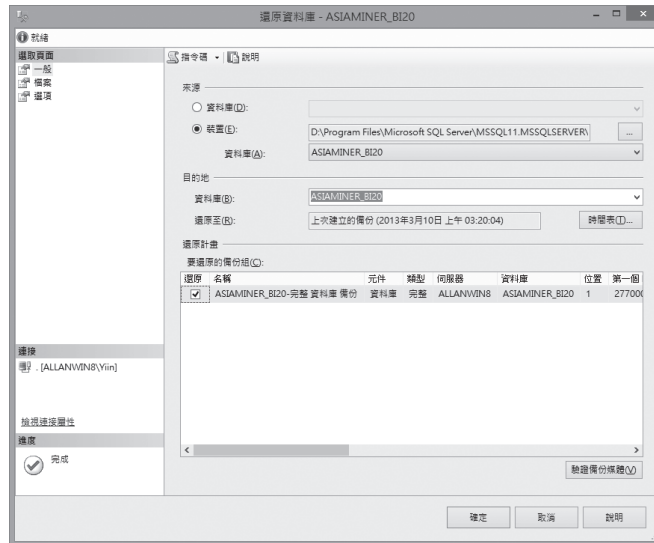 還原資料庫 - ASIAMINER_BI20
就緒
選取頁面
一般
檔案
選項
指令碼
說明
來源
資料庫(D):
裝置(E):
D:\Program Files\Microsoft SQL Server\MSSQL11.MSSQLSERVER\
...
資料庫(A):
ASIAMINER_BI20
目的地
資料庫(B):
ASIAMINER_BI20
還原至(R):
上次建立的備份 (2013年3月10日 上午 03:20:04)
時間表(T)...
還原計畫
要還原的備份組(C):
還原 名稱 元件 類型 伺服器 資料庫 位置 第一個
ASIAMINER_BI20-完整 資料庫 備份 資料庫 完整 ALLANWIN8 ASIAMINER_BI20 1 277000
連接
. [ALLANWIN8\Yiin]
檢視連接屬性
進度
完成
驗證備份媒體(V)
確定
取消
說明